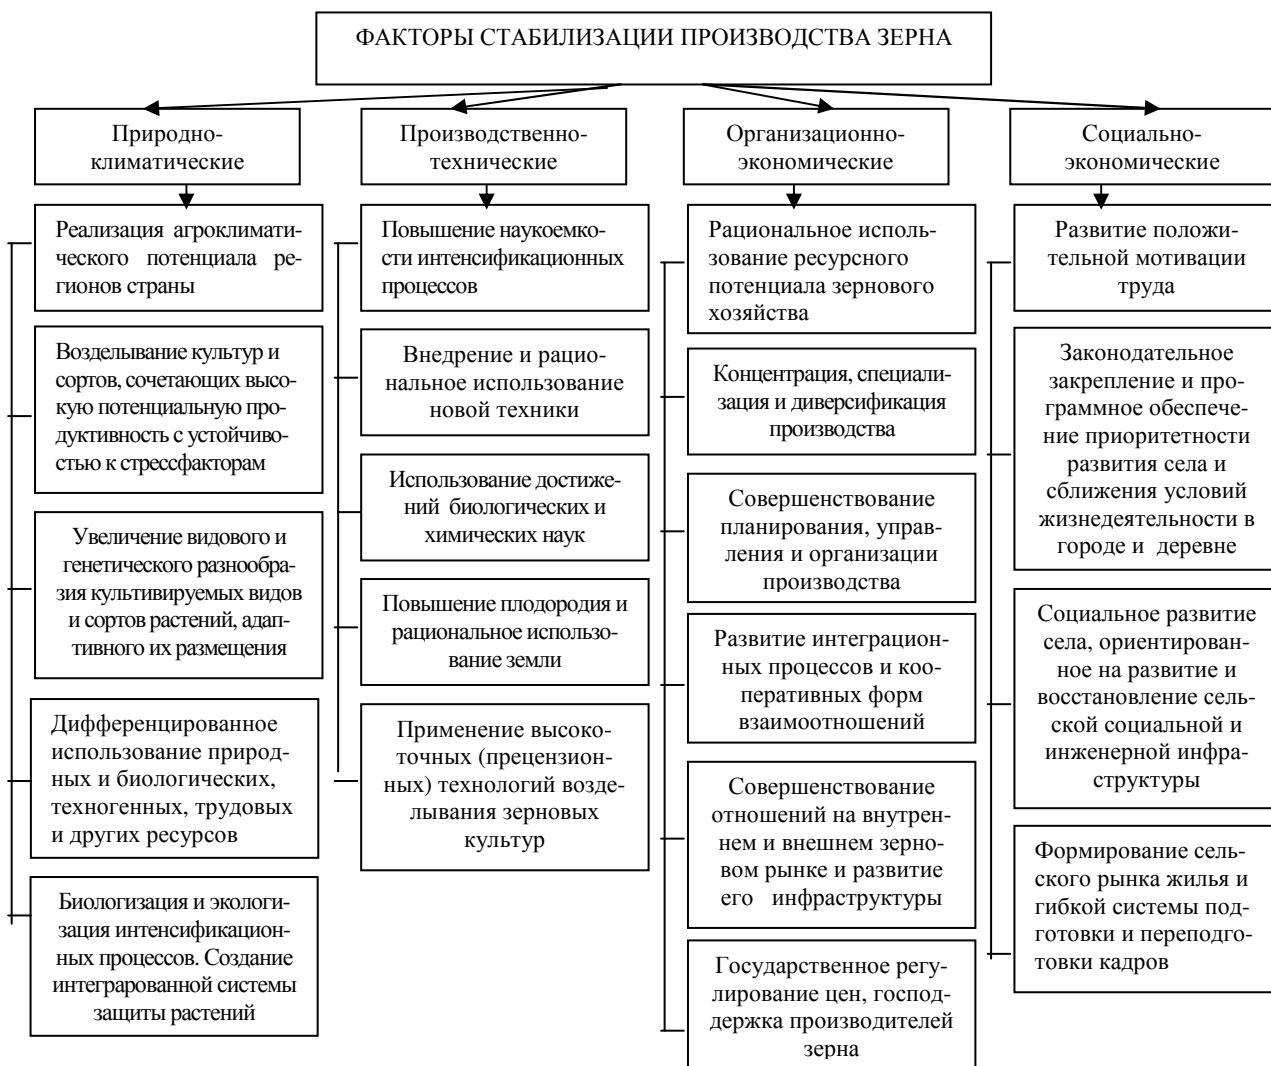 ФАКТОРЫ СТАБИЛИЗАЦИИ ПРОИЗВОДСТВА ЗЕРНА
Природно-
климатические
Реализация агроклимати-
ческого потенциала ре-
гионов страны
Возделывание культур и
сортов, сочетающих высо-
кую потенциальную про-
дуктивность с устойчиво-
стью к стрессфакторам
Увеличение видового и
генетического разнообра-
зия культивируемых видов
и сортов растений, адап-
тивного их размещения
Дифференцированное
использование природ-
ных и биологических,
техногенных, трудовых
и других ресурсов
Биологизация и экологи-
зация интенсификацион-
ных процессов. Создание
интеграрованной системы
защиты растений
Производственно-
технические
Повышение наукоемко-
сти интенсификационных
процессов
Внедрение и рацио-
нальное использование
новой техники
Использование достиже-
ний биологических и
химических наук
Повышение плодородия и
рациональное использо-
вание земли
Применение высоко-
точных (прецензион-
ных) технологий возде-
лывания зерновых
культур
Организационно-
экономические
Рациональное исполь-
зование ресурсного
потенциала зернового
хозяйства
Концентрация, специали-
зация и диверсификация
производства
Совершенствование
планирования, управ-
ления и организации
производства
Развитие интеграцион-
ных процессов и коо-
перативных форм
взаимоотношений
Совершенствование
отношений на внутрен-
нем и внешнем зерно-
вом рынке и развитие
его инфраструктуры
Государственное регу-
лирование цен, господ-
держка производителей
зерна
Социально-
экономические
Развитие положи-
тельной мотивации
труда
Законодательное
закрепление и про-
граммное обеспече-
ние приоритетности
развития села и
сближения условий
жизнедеятельности в
городе и деревне
Социальное развитие
села, ориентирован-
ное на развитие и
восстановление сель-
ской социальной и
инженерной инфра-
структуры
Формирование сель-
ского рынка жилья и
гибкой системы под-
готовки и переподго-
товки кадров